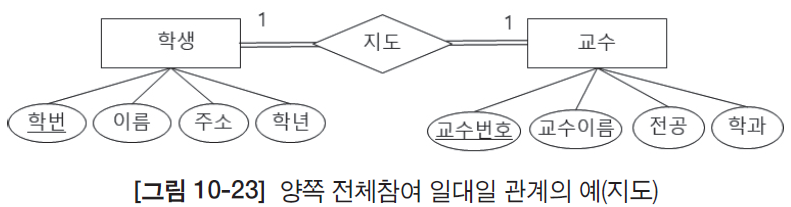 1
1
학생
지도
교수
학번
이름
주소
학년
교수번호
교수이름
전공
학과
[그림 10-23] 양쪽 전체참여 일대일 관계의 예(지도)